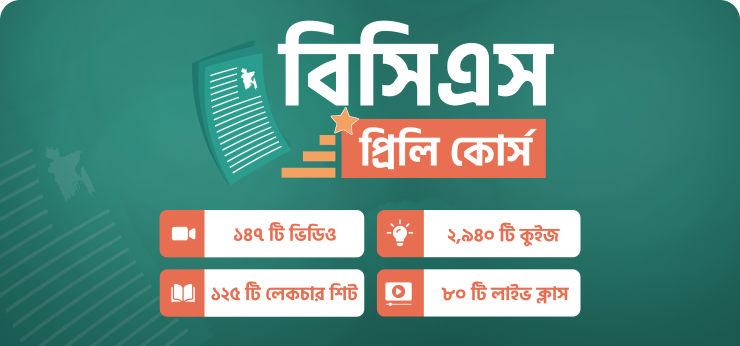 বিসিএস
প্রিলি কোর্স
১৪৭ টি ভিডিও
২,৯৪০ টি কুইজ
১২৫ টি লেকচার শিট
৮০ টি লাইভ ক্লাস